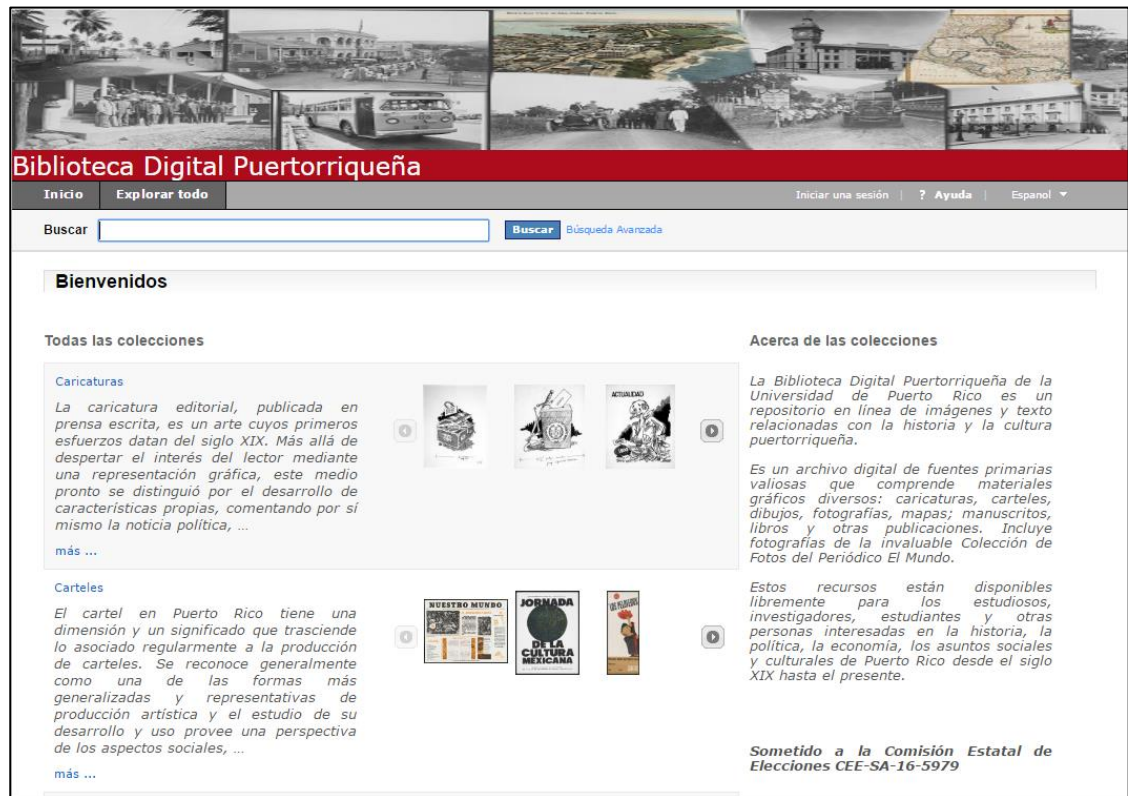 Biblioteca Digital Puertorriqueña
Inicio Explorar todo Iniciar una sesión | ? Ayuda | Espanol
Buscar Buscar Búsqueda Avanzada
Bienvenidos
Todas las colecciones
Caricaturas
La caricatura editorial, publicada en
prensa escrita, es un arte cuyos primeros
esfuerzos datan del siglo XIX. Más allá de
despertar el interés del lector mediante
una representación gráfica, este medio
pronto se distinguió por el desarrollo de
características propias, comentando por sí
mismo la noticia política, ...
más ...
ACTUALIDAD
Carteles
El cartel en Puerto Rico tiene una
dimensión y un significado que trasciende
lo asociado regularmente a la producción
de carteles. Se reconoce generalmente
como una de las formas más
generalizadas y representativas de
producción artística y el estudio de su
desarrollo y uso provee una perspectiva
de los aspectos sociales, ...
más ...
NUESTRO MUNDO
JORNADA
DE LA
CULTURA
MEXICANA
Acerca de las colecciones
La Biblioteca Digital Puertorriqueña de la
Universidad de Puerto Rico es un
repositorio en línea de imágenes y texto
relacionadas con la historia y la cultura
puertorriqueña.
Es un archivo digital de fuentes primarias
valiosas que comprende materiales
gráficos diversos: caricaturas, carteles,
dibujos, fotografías, mapas; manuscritos,
libros y otras publicaciones. Incluye
fotografías de la invaluable Colección de
Fotos del Periódico El Mundo.
Estos recursos están disponibles
libremente para los estudiosos,
investigadores, estudiantes y otras
personas interesadas en la historia, la
política, la economía, los asuntos sociales
y culturales de Puerto Rico desde el siglo
XIX hasta el presente.
Sometido a la Comisión Estatal de
Elecciones CEE-SA-16-5979